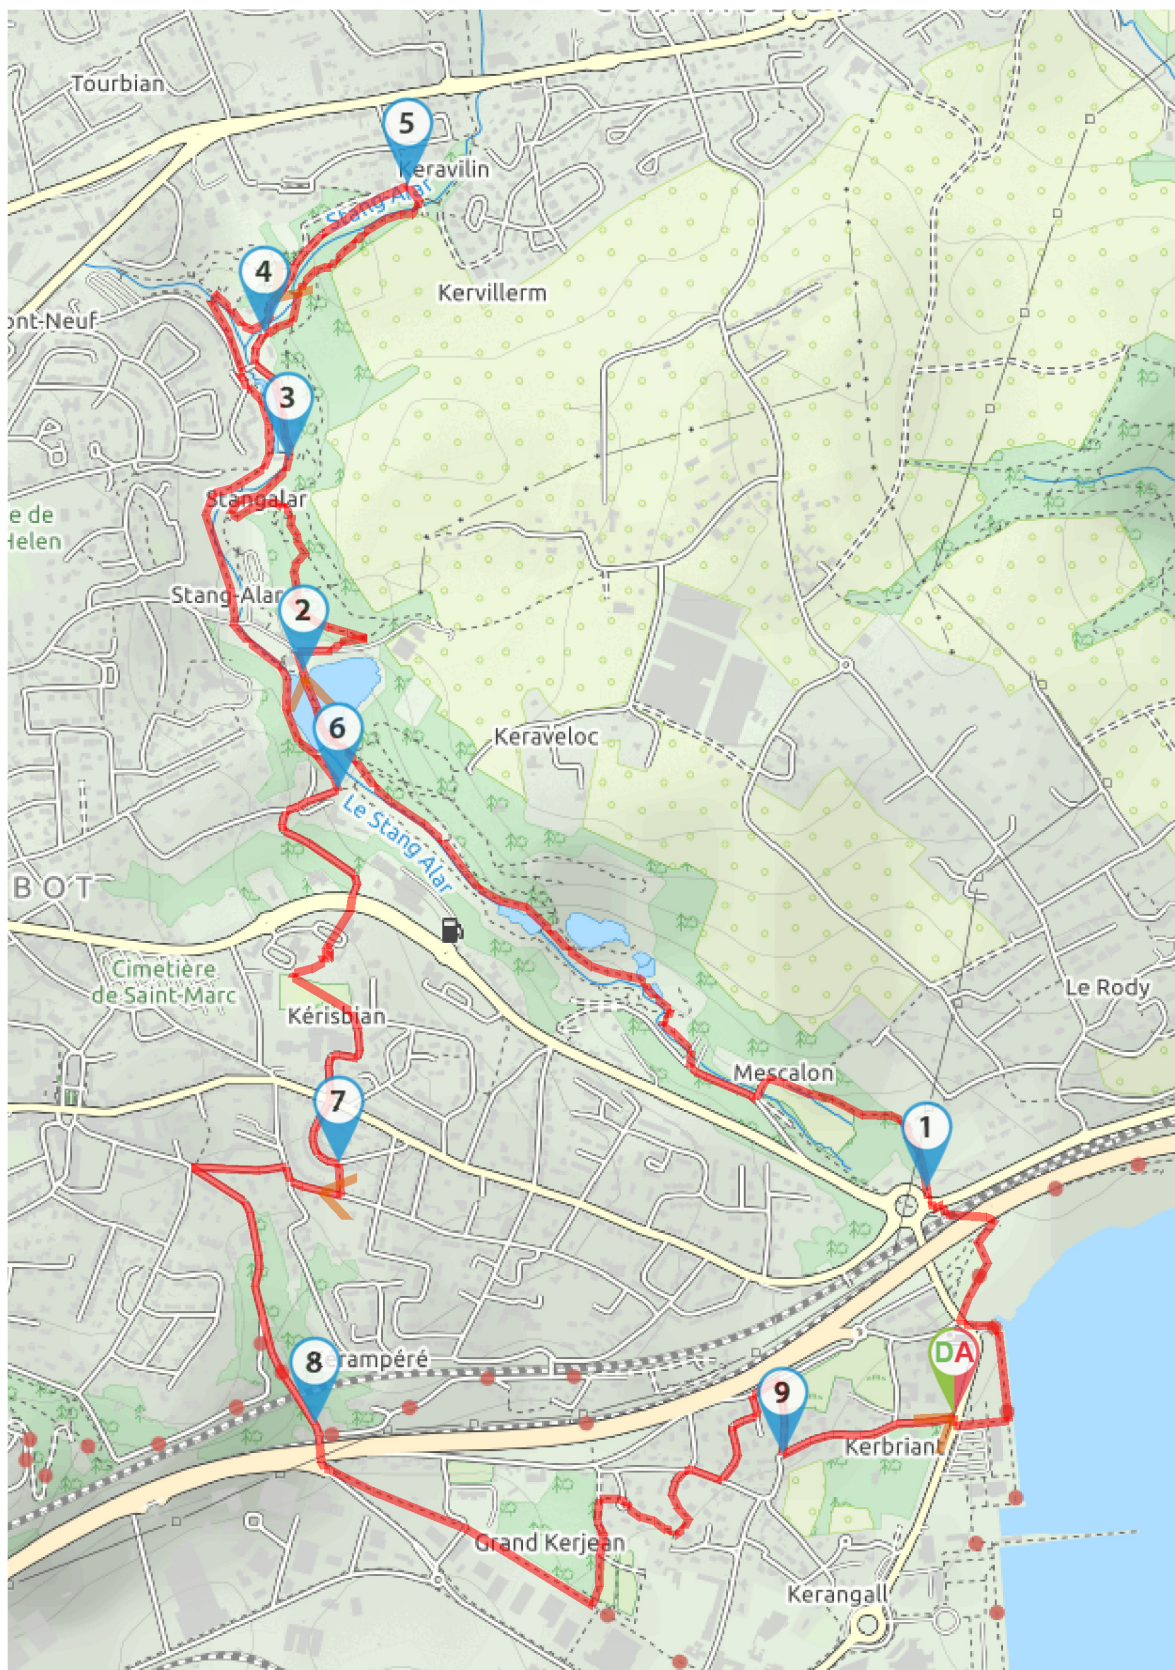 Tourbian
5
Keravilin
Stang-Alar
4
Kervillerm
ont-Neuf
3
Stangalar
e de
Helen
Stang-Alar
2
6
Keraveloc
Le Stang Alar
BOT
Cimetière
de Saint-Marc
Le Rody
Kérisbian
Mescalon
7
1
8
erampéré
DA
9
Kerbriant
Grand Kerjean
Kerangall